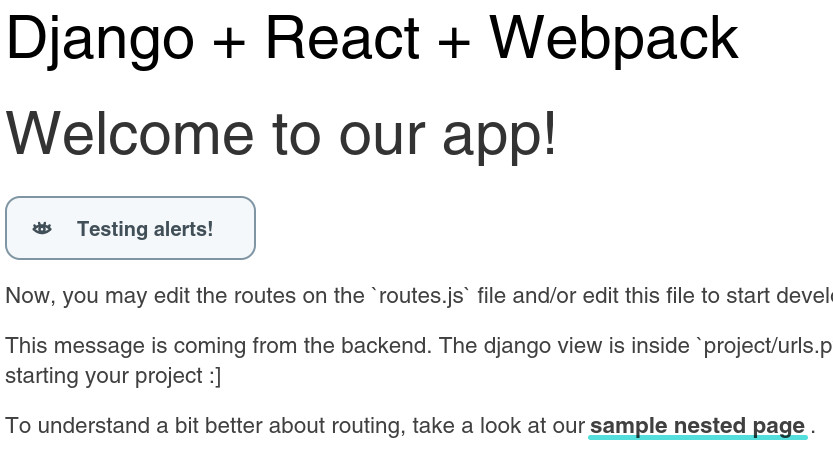 Django + React + Webpack
Welcome to our app!
Testing alerts!
Now, you may edit the routes on the `routes.js` file and/or edit this file to start
This message is coming from the backend. The django view is inside `project/urls.p
starting your project :]
To understand a bit better about routing, take a look at our sample nested page .